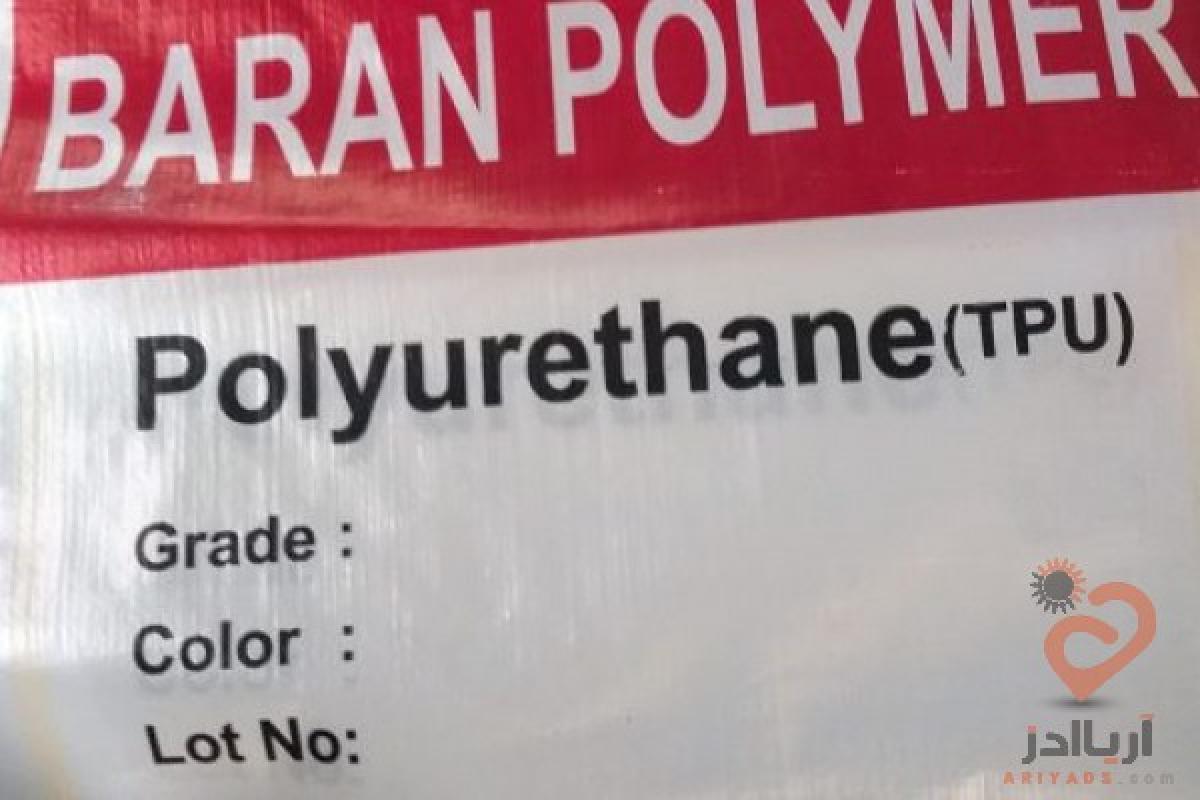 BARAN POLYMER
Polyurethane(TPU)
Grade :
Color :
Lot No:
آریاادز
ARIYADS.com